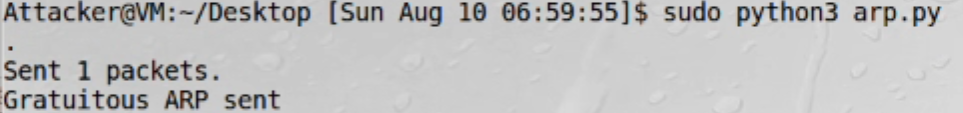 Attacker@VM:~/Desktop [Sun Aug 10 06:59:55]$ sudo python3 arp.py
.
Sent 1 packets.
Gratuitous ARP sent